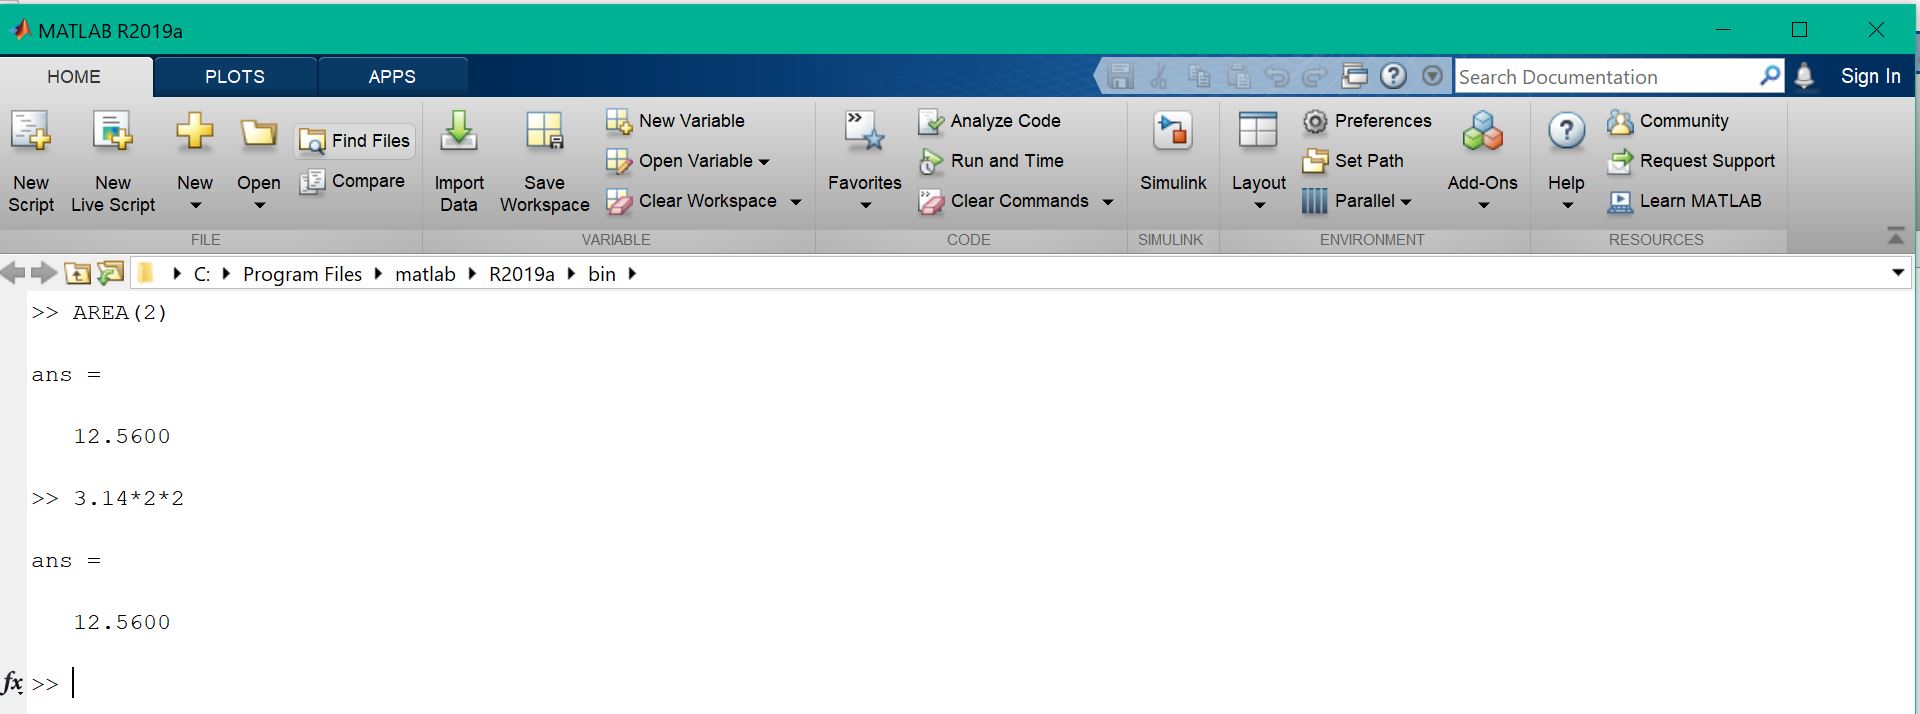 MATLAB R2019a
HOME PLOTS APPS
Search Documentation Sign In
New Script
New Live Script
New
Open
Find Files
Compare
FILE
Import Data
Save Workspace
New Variable
Open Variable
Clear Workspace
VARIABLE
Favorites
Analyze Code
Run and Time
Clear Commands
CODE
Simulink
SIMULINK
Layout
Preferences
Set Path
Parallel
Add-Ons
ENVIRONMENT
Help
Community
Request Support
Learn MATLAB
RESOURCES
C: Program Files matlab R2019a bin
>> AREA(2)
ans =
12.5600
>> 3.14*2*2
ans =
12.5600
fx >>